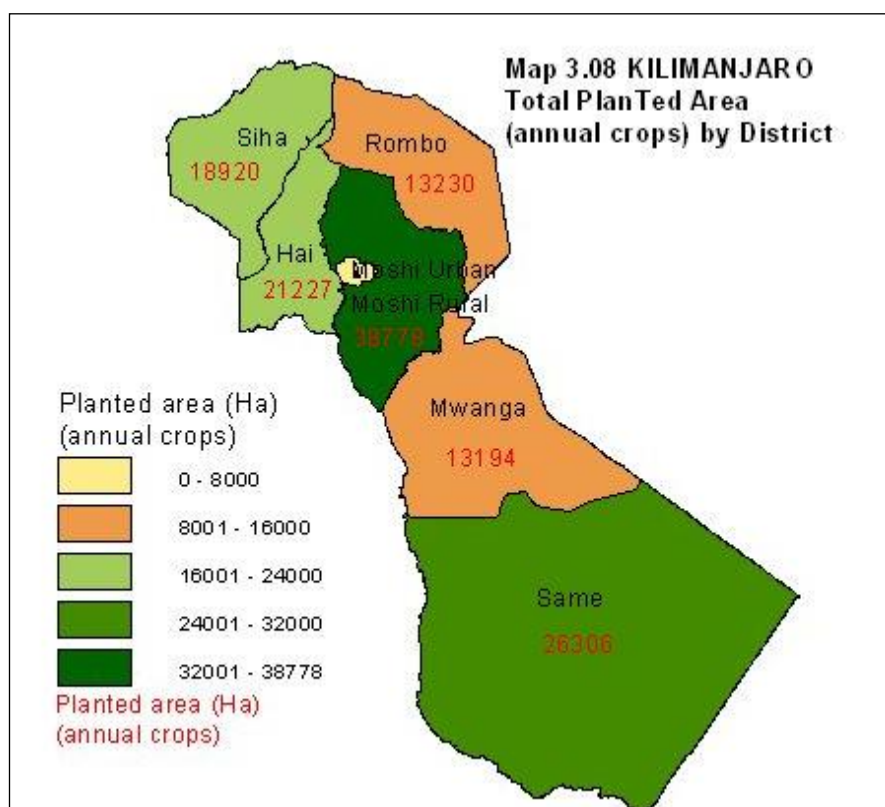 Map 3.08 KILIMANJARO
Total PlanTed Area
(annual crops) by District
Siha
18920
Rombo
13230
Hai
21227
Moshi Urban
Moshi Rural
38778
Mwanga
13194
Same
26306
Planted area (Ha)
(annual crops)
0 - 8000
8001 - 16000
16001 - 24000
24001 - 32000
32001 - 38778
Planted area (Ha)
(annual crops)